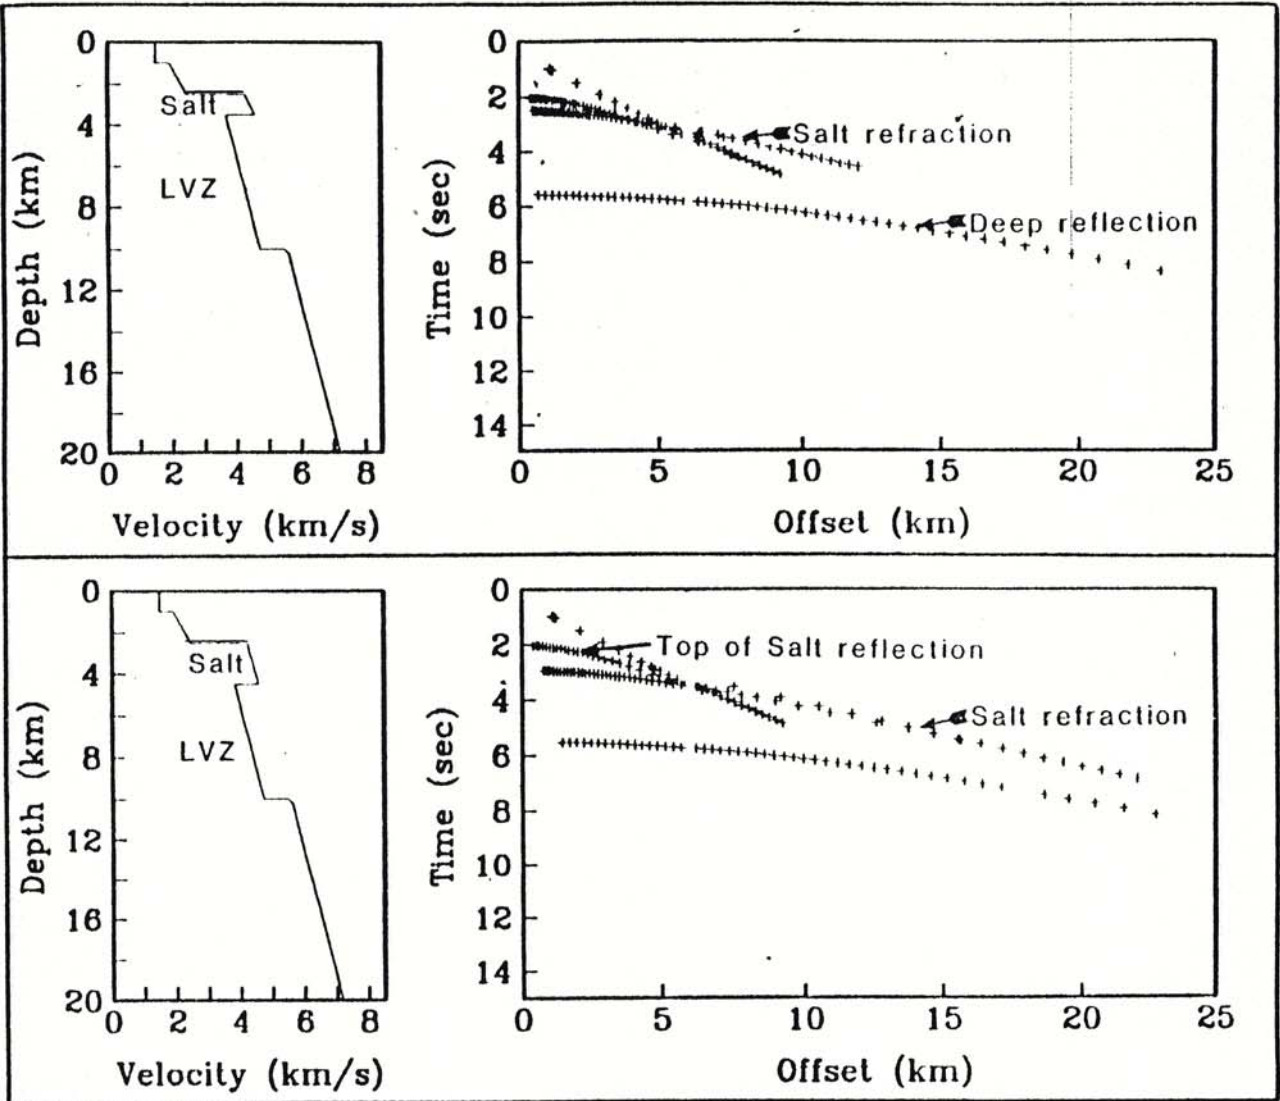 0
4
8
12
16
20
Depth (km)
Salt
LVZ
0 2 4 6 8
Velocity (km/s)
0
2
4
6
8
10
12
14
Time (sec)
Salt refraction
Deep reflection
0 5 10 15 20 25
Offset (km)
0
4
8
12
16
20
Depth (km)
Salt
LVZ
0 2 4 6 8
Velocity (km/s)
0
2
4
6
8
10
12
14
Time (sec)
Top of Salt reflection
Salt refraction
0 5 10 15 20 25
Offset (km)